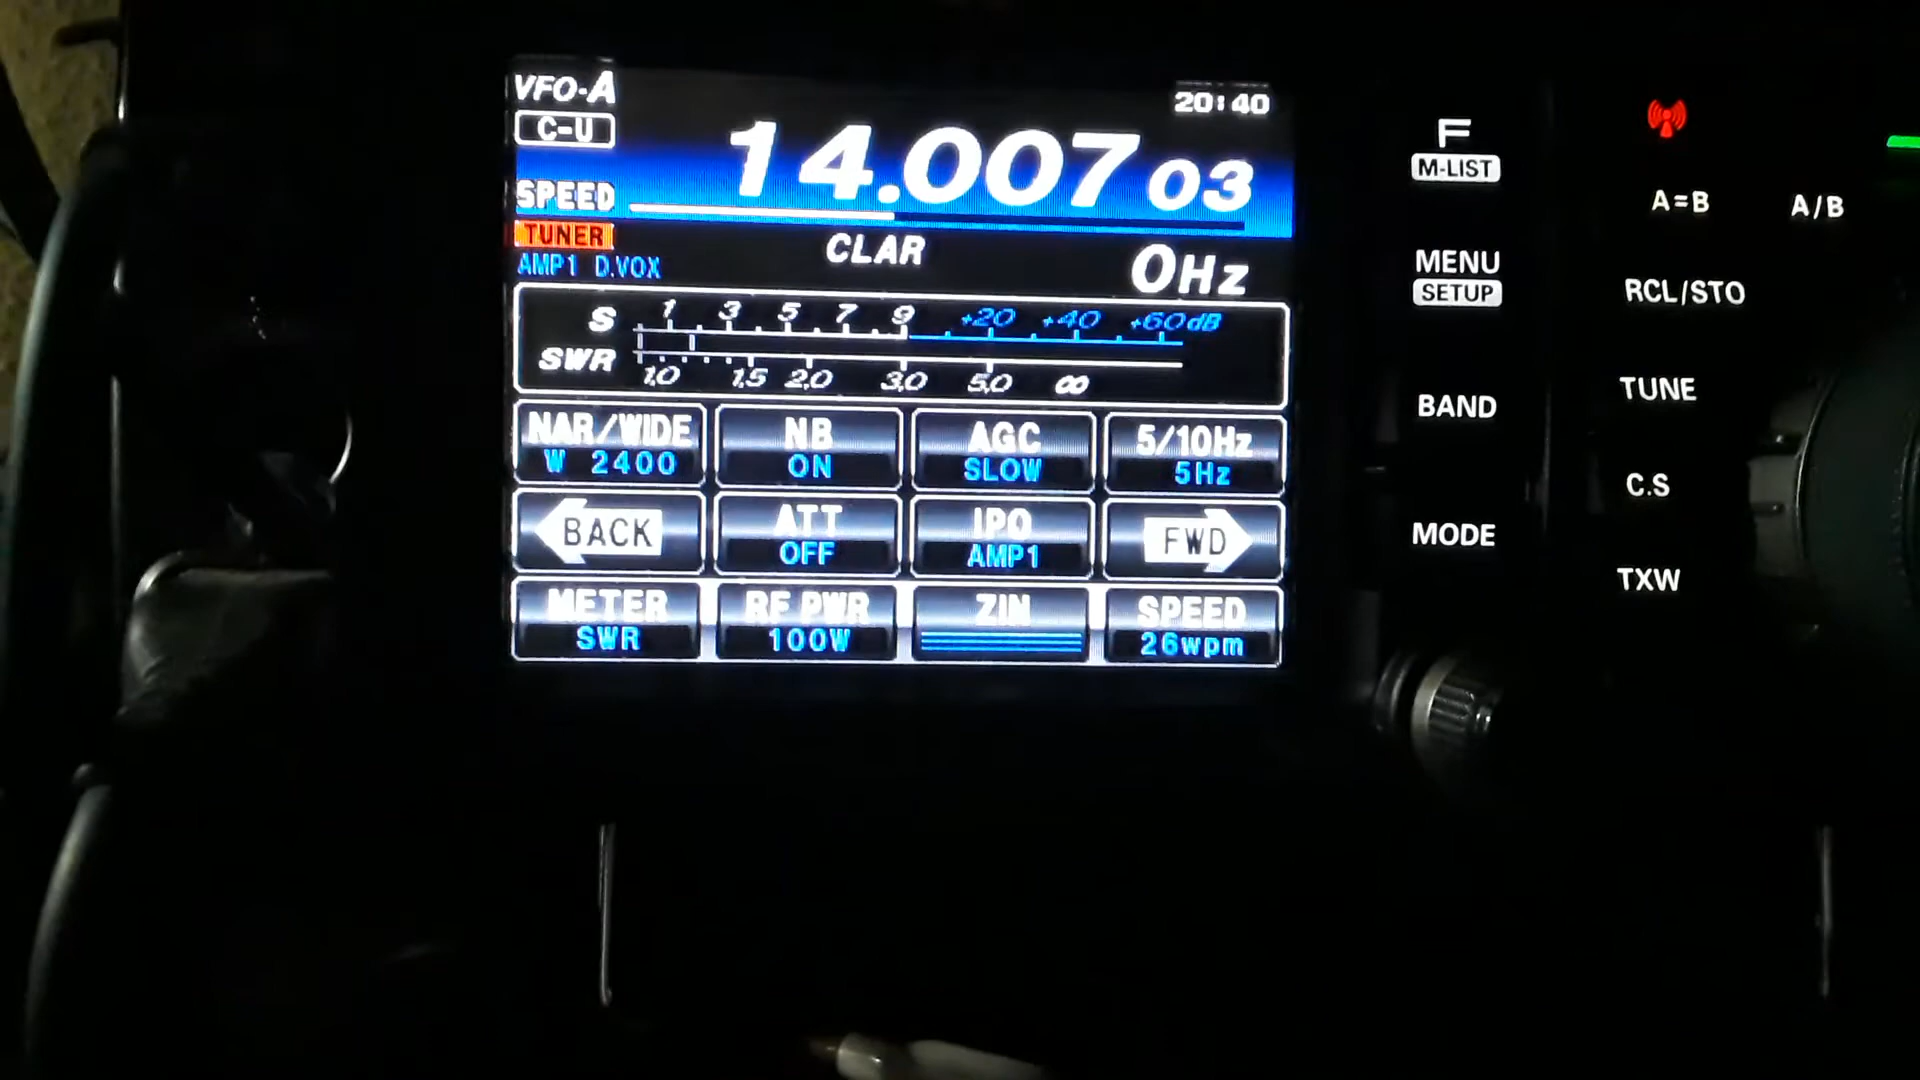 VFO-A
20:40
C-U
14.007 03
SPEED
TUNER
CLAR
0Hz
AMP1 D.VOX
S 1 3 5 7 9 +20 +40 +60dB
SWR 1.0 1.5 2.0 3.0 5.0 ∞
NAR/WIDE NB AGC 5/10Hz
W 2400 ON SLOW 5Hz
BACK ATT IPO FWD
OFF AMP1
METER RF PWR ZIN SPEED
SWR 100W 26wpm
F
M-LIST
MENU
SETUP
BAND
MODE
A=B A/B
RCL/STO
TUNE
C.S
TXW